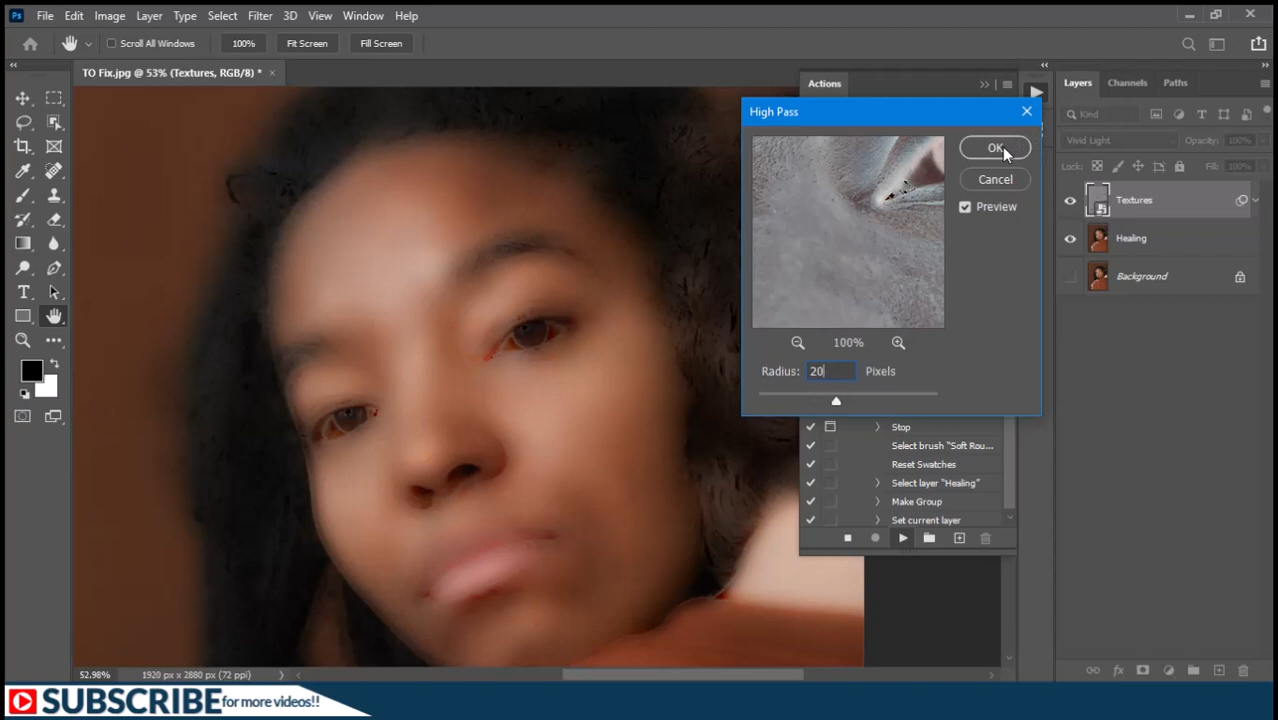 Ps File Edit Image Layer Type Select Filter 3D View Window Help
Scroll All Windows 100% Fit Screen Fill Screen
TO Fix.jpg @ 53% (Textures, RGB/8) * ×
Actions
High Pass
OK
Cancel
Preview
100%
Radius: 20 Pixels
Stop
Select brush "Soft Rou...
Reset Swatches
Select layer "Healing"
Make Group
Set current layer
Layers Channels Paths
Kind
Vivid Light Opacity: 100%
Lock: Fill: 100%
Textures
Healing
Background
T
52.98% 1920 px x 2880 px (72 ppi)
SUBSCRIBE for more videos!!